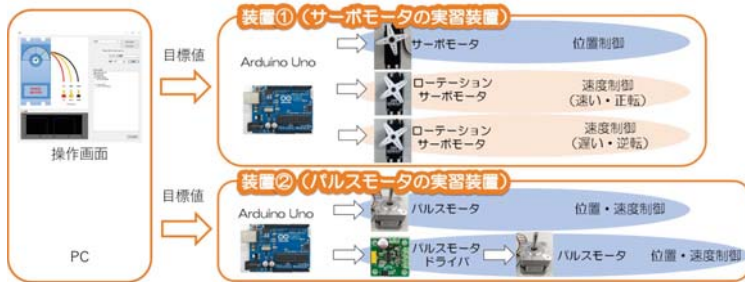 装置①（サーボモータの実習装置）
目標値
Arduino Uno
サーボモータ
位置制御
ローテーション
サーボモータ
速度制御
（速い・正転）
ローテーション
サーボモータ
速度制御
（遅い・逆転）
操作画面
PC
装置②（パルスモータの実習装置）
目標値
Arduino Uno
パルスモータ
位置・速度制御
パルスモータ
ドライバ
パルスモータ
位置・速度制御